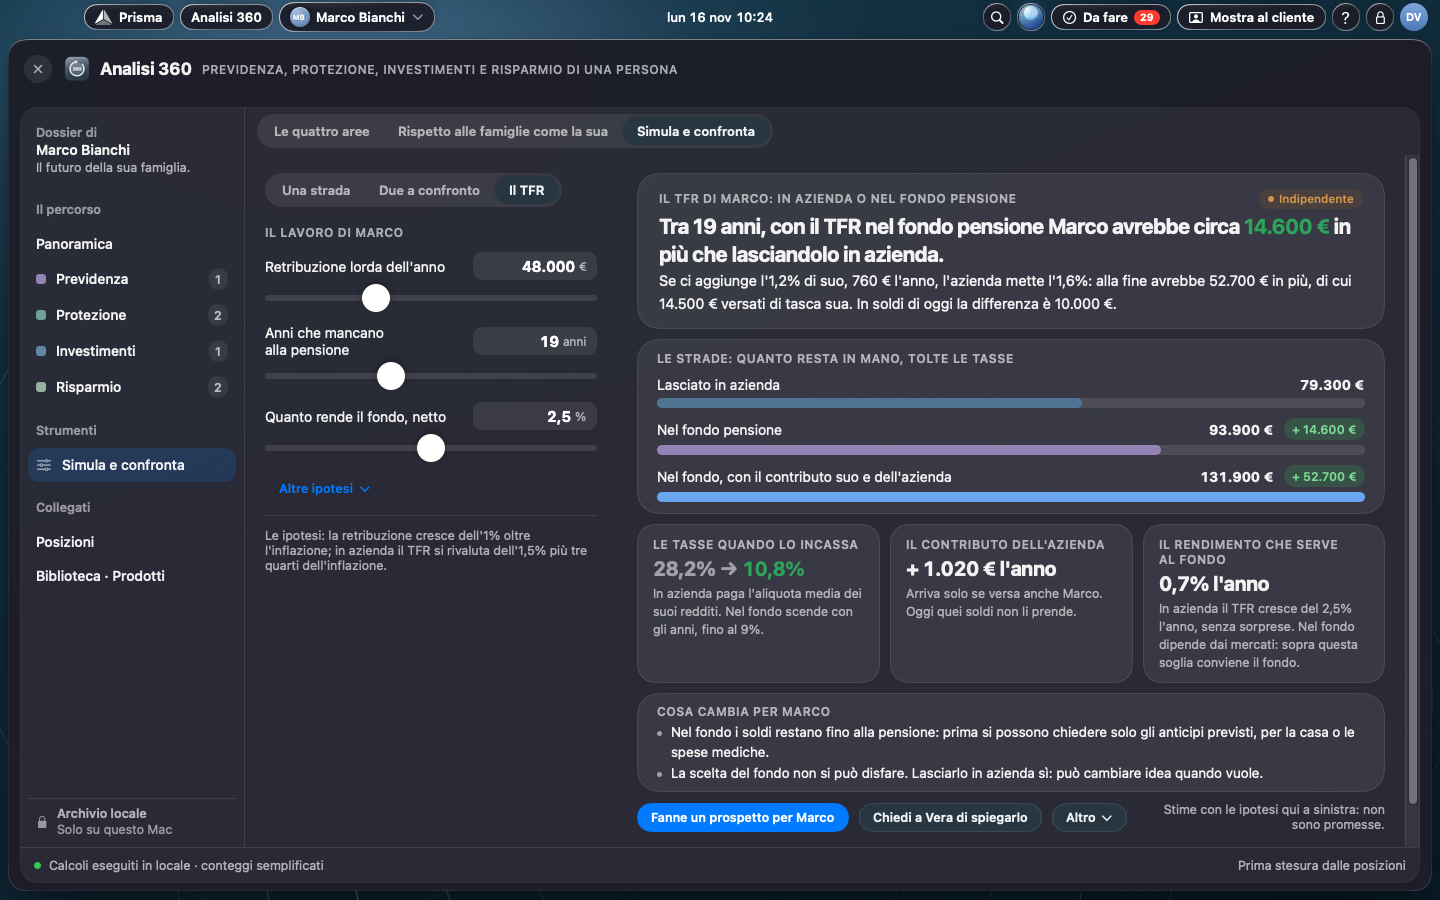 Prisma
Analisi 360
MB Marco Bianchi
lun 16 nov 10:24
Da fare 29
Mostra al cliente
?
DV
360
Analisi 360 PREVIDENZA, PROTEZIONE, INVESTIMENTI E RISPARMIO DI UNA PERSONA
Dossier di
Marco Bianchi
Il futuro della sua famiglia.
Il percorso
Panoramica
Previdenza 1
Protezione 2
Investimenti 1
Risparmio 2
Strumenti
Simula e confronta
Collegati
Posizioni
Biblioteca · Prodotti
Archivio locale
Solo su questo Mac
Le quattro aree
Rispetto alle famiglie come la sua
Simula e confronta
Una strada
Due a confronto
Il TFR
IL LAVORO DI MARCO
Retribuzione lorda dell'anno 48.000 €
Anni che mancano
alla pensione
19 anni
Quanto rende il fondo, netto 2,5 %
Altre ipotesi
Le ipotesi: la retribuzione cresce dell'1% oltre
l'inflazione; in azienda il TFR si rivaluta dell'1,5% più tre
quarti dell'inflazione.
IL TFR DI MARCO: IN AZIENDA O NEL FONDO PENSIONE
Indipendente
Tra 19 anni, con il TFR nel fondo pensione Marco avrebbe circa 14.600 € in
più che lasciandolo in azienda.
Se ci aggiunge l'1,2% di suo, 760 € l'anno, l'azienda mette l'1,6%: alla fine avrebbe 52.700 € in più, di cui
14.500 € versati di tasca sua. In soldi di oggi la differenza è 10.000 €.
LE STRADE: QUANTO RESTA IN MANO, TOLTE LE TASSE
Lasciato in azienda 79.300 €
Nel fondo pensione 93.900 € + 14.600 €
Nel fondo, con il contributo suo e dell'azienda 131.900 € + 52.700 €
LE TASSE QUANDO LO INCASSA
28,2% → 10,8%
In azienda paga l'aliquota media dei
suoi redditi. Nel fondo scende con
gli anni, fino al 9%.
IL CONTRIBUTO DELL'AZIENDA
+ 1.020 € l'anno
Arriva solo se versa anche Marco.
Oggi quei soldi non li prende.
IL RENDIMENTO CHE SERVE
AL FONDO
0,7% l'anno
In azienda il TFR cresce del 2,5%
l'anno, senza sorprese. Nel fondo
dipende dai mercati: sopra questa
soglia conviene il fondo.
COSA CAMBIA PER MARCO
• Nel fondo i soldi restano fino alla pensione: prima si possono chiedere solo gli anticipi previsti, per la casa o le
spese mediche.
• La scelta del fondo non si può disfare. Lasciarlo in azienda sì: può cambiare idea quando vuole.
Fanne un prospetto per Marco
Chiedi a Vera di spiegarlo
Altro
Stime con le ipotesi qui a sinistra: non
sono promesse.
Calcoli eseguiti in locale · conteggi semplificati
Prima stesura dalle posizioni